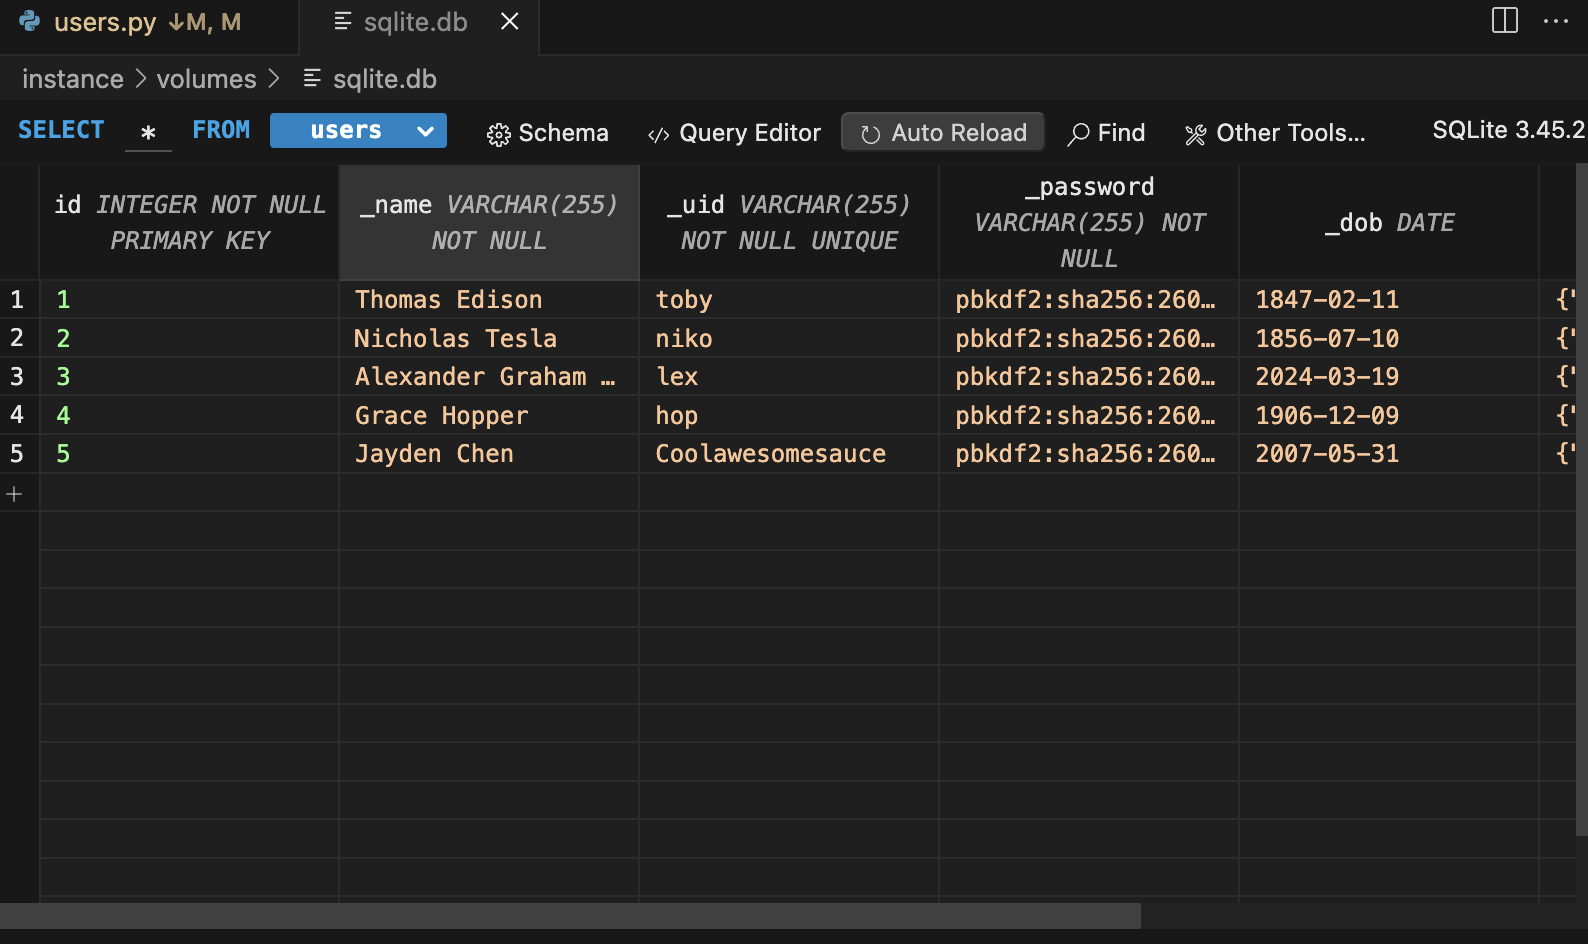 users.py ↓M, M sqlite.db
instance > volumes > sqlite.db
SELECT * FROM users Schema Query Editor Auto Reload Find Other Tools... SQLite 3.45.2
id INTEGER NOT NULL PRIMARY KEY _name VARCHAR(255) NOT NULL _uid VARCHAR(255) NOT NULL UNIQUE _password VARCHAR(255) NOT NULL _dob DATE
1 1 Thomas Edison toby pbkdf2:sha256:260… 1847-02-11 {"
2 2 Nicholas Tesla niko pbkdf2:sha256:260… 1856-07-10 {"
3 3 Alexander Graham … lex pbkdf2:sha256:260… 2024-03-19 {"
4 4 Grace Hopper hop pbkdf2:sha256:260… 1906-12-09 {"
5 5 Jayden Chen Coolawesomesauce pbkdf2:sha256:260… 2007-05-31 {"
+